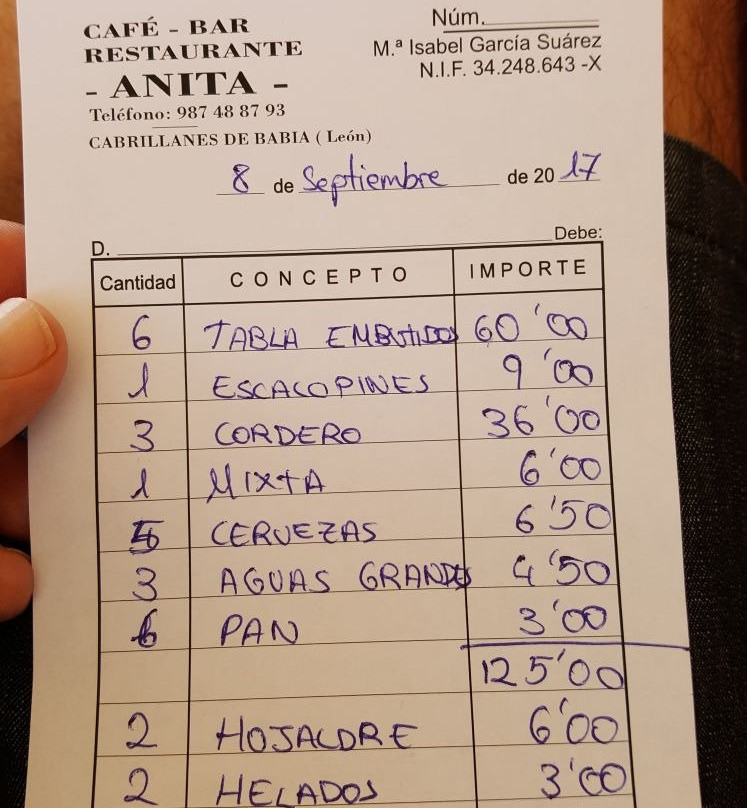 CAFÉ - BAR
RESTAURANTE
- ANITA -
Teléfono: 987 48 87 93
CABRILLANES DE BABIA ( León)
Núm.
M.ª Isabel García Suárez
N.I.F. 34.248.643 -X
8 de Septiembre de 2017
D. Debe:
Cantidad CONCEPTO IMPORTE
6 TABLA EMBUTIDOS 60'00
1 ESCALOPINES 9'00
3 CORDERO 36'00
1 MIXTA 6'00
5 CERVEZAS 6'50
3 AGUAS GRANDES 4'50
6 PAN 3'00
125'00
2 HOJALDRE 6'00
2 HELADOS 3'00